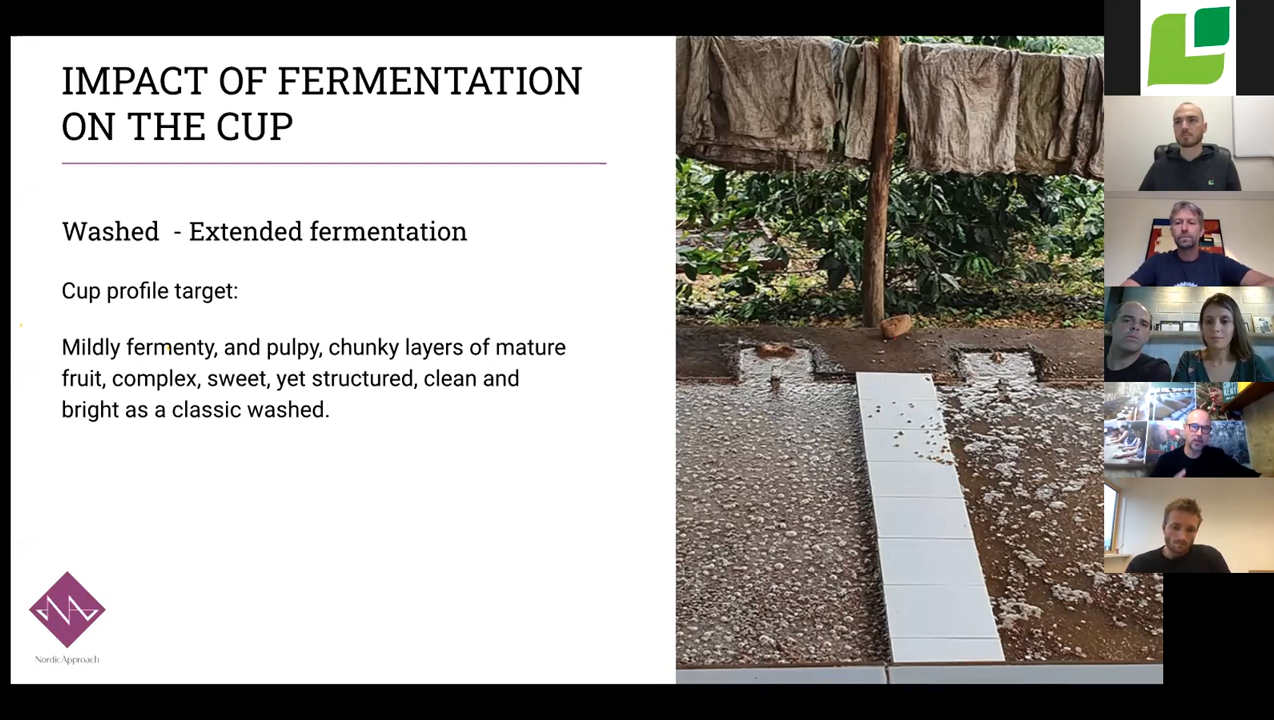 IMPACT OF FERMENTATION
ON THE CUP
Washed - Extended fermentation
Cup profile target:
Mildly fermenty, and pulpy, chunky layers of mature
fruit, complex, sweet, yet structured, clean and
bright as a classic washed.
NordicApproach